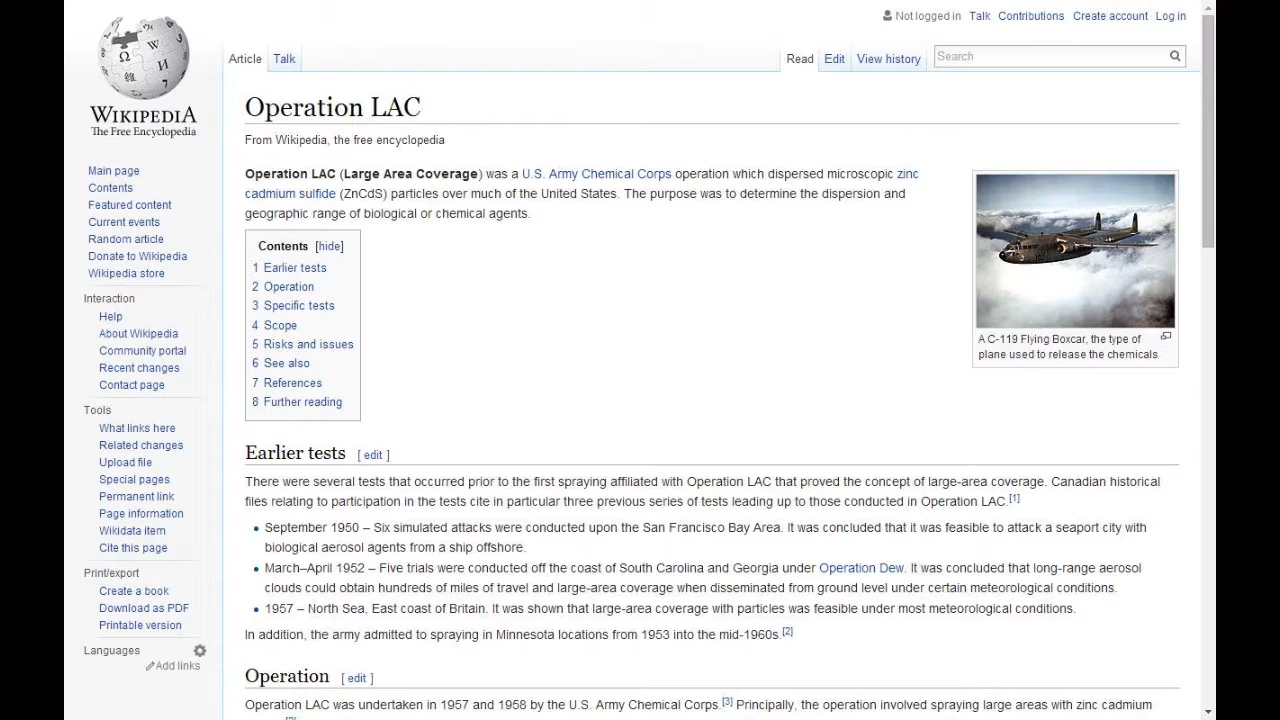 Not logged in Talk Contributions Create account Log in
Article Talk Read Edit View history Search
WIKIPEDIA
The Free Encyclopedia
Main page
Contents
Featured content
Current events
Random article
Donate to Wikipedia
Wikipedia store
Interaction
Help
About Wikipedia
Community portal
Recent changes
Contact page
Tools
What links here
Related changes
Upload file
Special pages
Permanent link
Page information
Wikidata item
Cite this page
Print/export
Create a book
Download as PDF
Printable version
Languages
Add links
Operation LAC
From Wikipedia, the free encyclopedia
Operation LAC (Large Area Coverage) was a U.S. Army Chemical Corps operation which dispersed microscopic zinc
cadmium sulfide (ZnCdS) particles over much of the United States. The purpose was to determine the dispersion and
geographic range of biological or chemical agents.
A C-119 Flying Boxcar, the type of
plane used to release the chemicals
Contents [hide]
1 Earlier tests
2 Operation
3 Specific tests
4 Scope
5 Risks and issues
6 See also
7 References
8 Further reading
Earlier tests [ edit ]
There were several tests that occurred prior to the first spraying affiliated with Operation LAC that proved the concept of large-area coverage. Canadian historical
files relating to participation in the tests cite in particular three previous series of tests leading up to those conducted in Operation LAC.[1]
• September 1950 – Six simulated attacks were conducted upon the San Francisco Bay Area. It was concluded that it was feasible to attack a seaport city with
biological aerosol agents from a ship offshore.
• March–April 1952 – Five trials were conducted off the coast of South Carolina and Georgia under Operation Dew. It was concluded that long-range aerosol
clouds could obtain hundreds of miles of travel and large-area coverage when disseminated from ground level under certain meteorological conditions.
• 1957 – North Sea, East coast of Britain. It was shown that large-area coverage with particles was feasible under most meteorological conditions.
In addition, the army admitted to spraying in Minnesota locations from 1953 into the mid-1960s.[2]
Operation [ edit ]
Operation LAC was undertaken in 1957 and 1958 by the U.S. Army Chemical Corps.[3] Principally, the operation involved spraying large areas with zinc cadmium